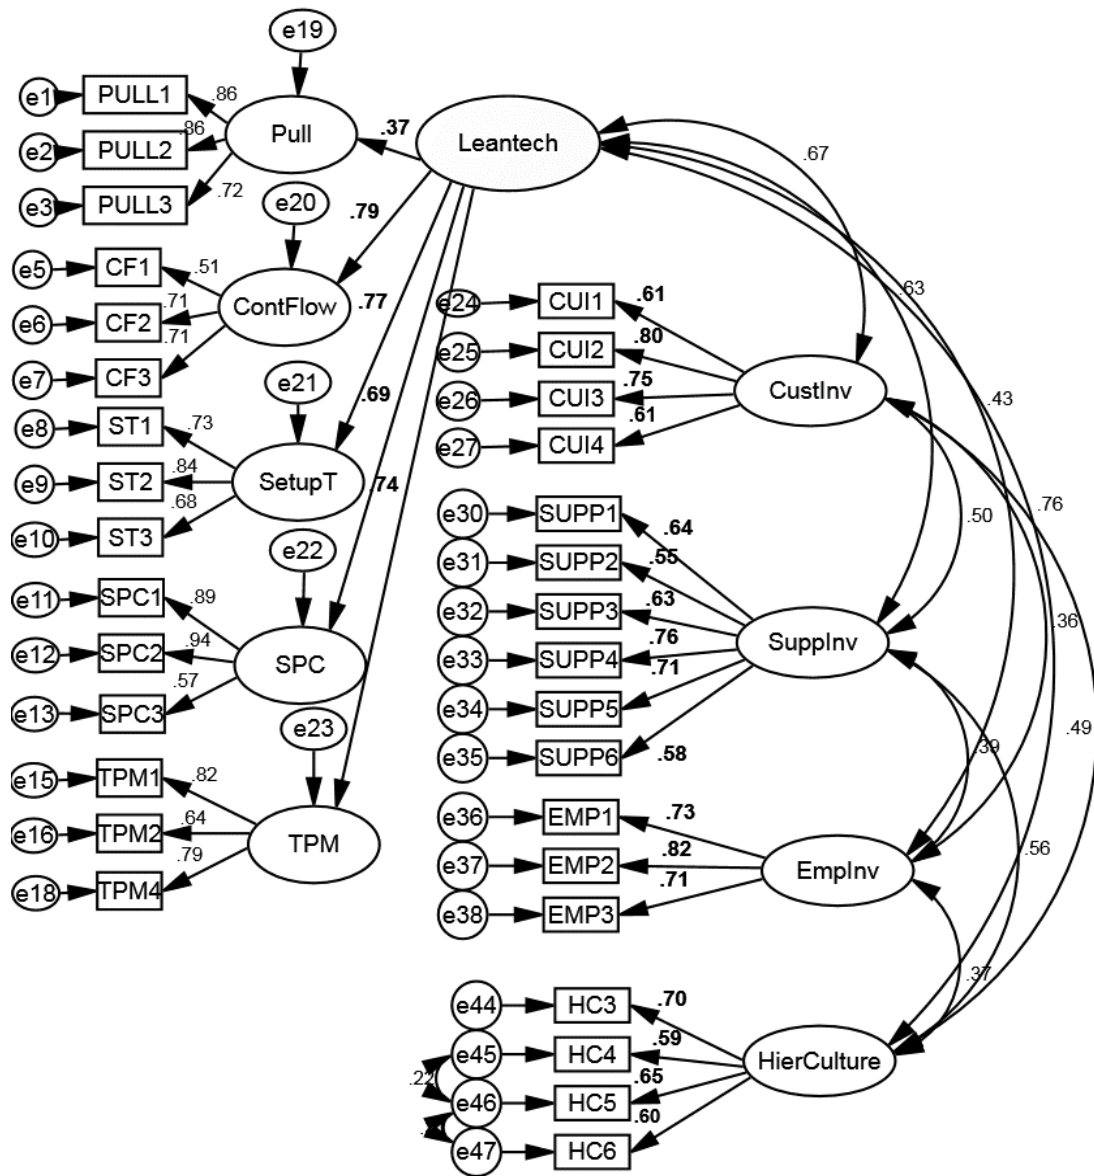 e19
e1 PULL1 .86
e2 PULL2 .86
e3 PULL3 .72
Pull
.37
Leantech
.67
e20
.79
e5 CF1 .51
e6 CF2 .71
e7 CF3 .71
ContFlow
.77
.63
e21
.69
e8 ST1 .73
e9 ST2 .84
e10 ST3 .68
SetupT
.74
e22
e11 SPC1 .89
e12 SPC2 .94
e13 SPC3 .57
SPC
e23
e15 TPM1 .82
e16 TPM2 .64
e18 TPM4 .79
TPM
e24 CUI1 .61
e25 CUI2 .80
e26 CUI3 .75
e27 CUI4 .61
CustInv
.43
.76
.50
.36
e30 SUPP1 .64
e31 SUPP2 .55
e32 SUPP3 .63
e33 SUPP4 .76
e34 SUPP5 .71
e35 SUPP6 .58
SuppInv
.39
.49
e36 EMP1 .73
e37 EMP2 .82
e38 EMP3 .71
EmpInv
.56
.37
e44 HC3 .70
e45 HC4 .59
.22
e46 HC5 .65
e47 HC6 .60
HierCulture